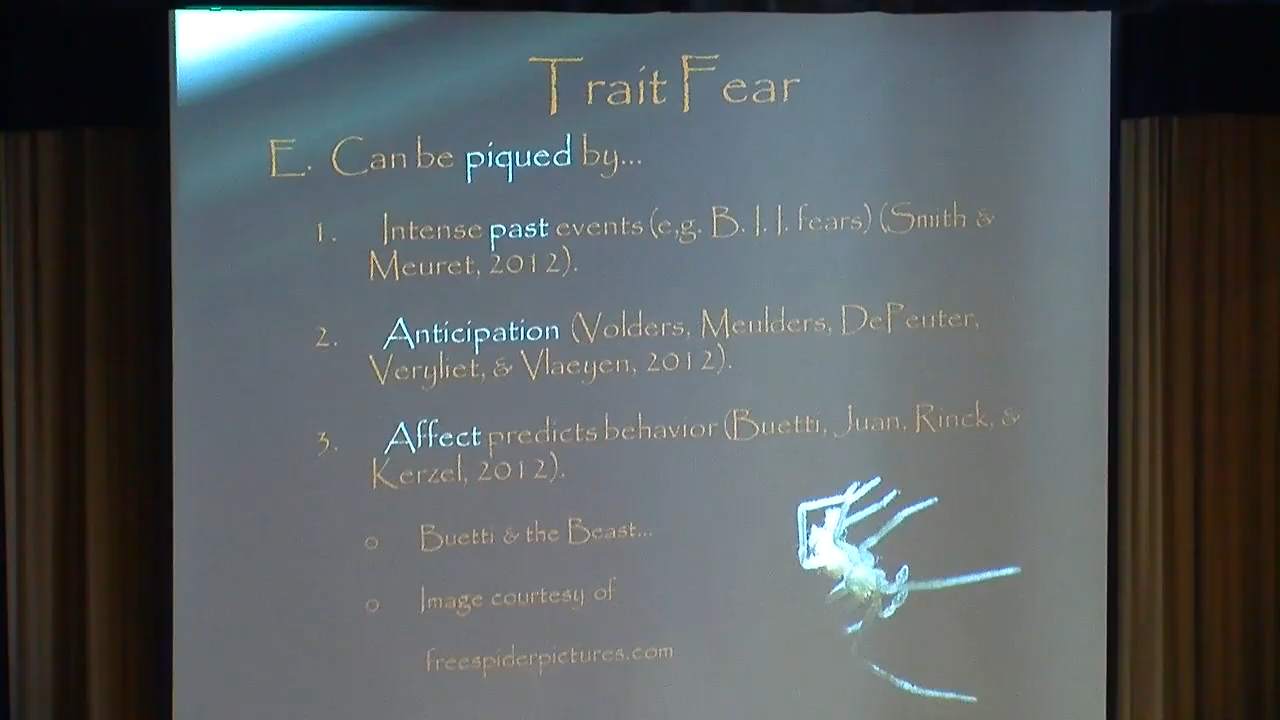 Trait Fear
E. Can be piqued by...
1. Intense past events (e,g. B. I. I. fears) (Smith &
Meuret, 2012).
2. Anticipation (Volders, Meulders, DePeuter,
Vervliet, & Vlaeyen, 2012).
3. Affect predicts behavior (Buetti, Juan, Rinck, &
Kerzel, 2012).
o Buetti & the Beast...
o Image courtesy of
freespiderpictures.com